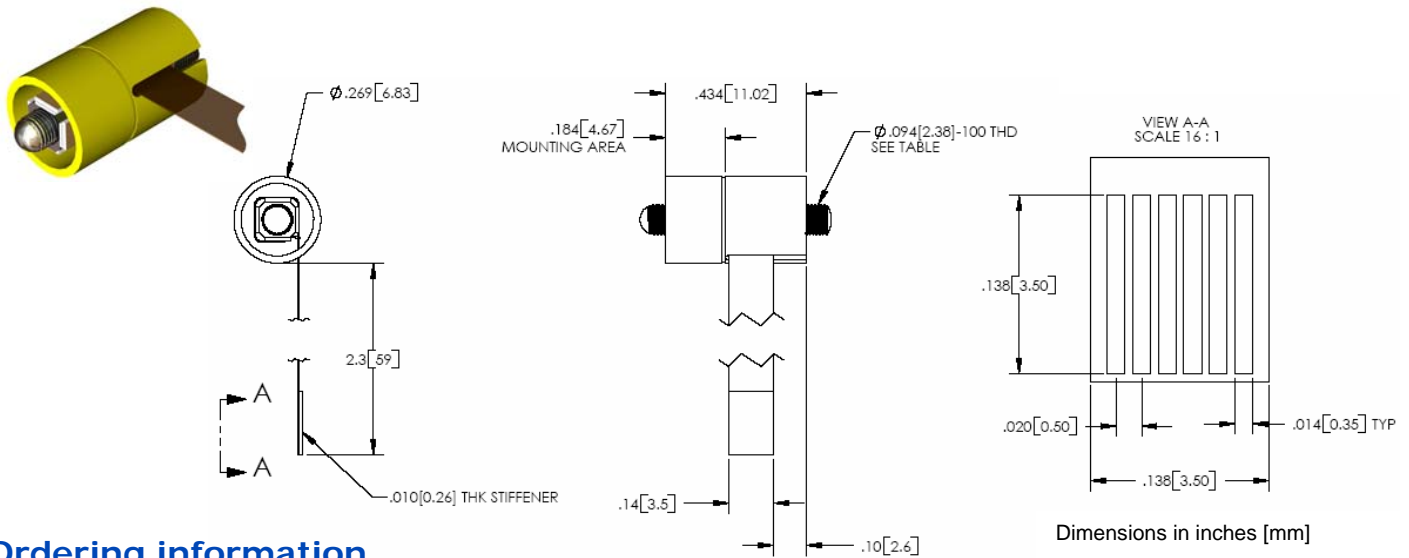 Ø.269[6.83]
.434[11.02]
.184[4.67]
MOUNTING AREA
Ø.094[2.38]-100 THD
SEE TABLE
VIEW A-A
SCALE 16 : 1
.138[3.50]
2.3[59]
A
A
.020[0.50]
.014[0.35] TYP
.138[3.50]
.010[0.26] THK STIFFENER
.14[3.5]
.10[2.6]
Dimensions in inches [mm]
Ordering information